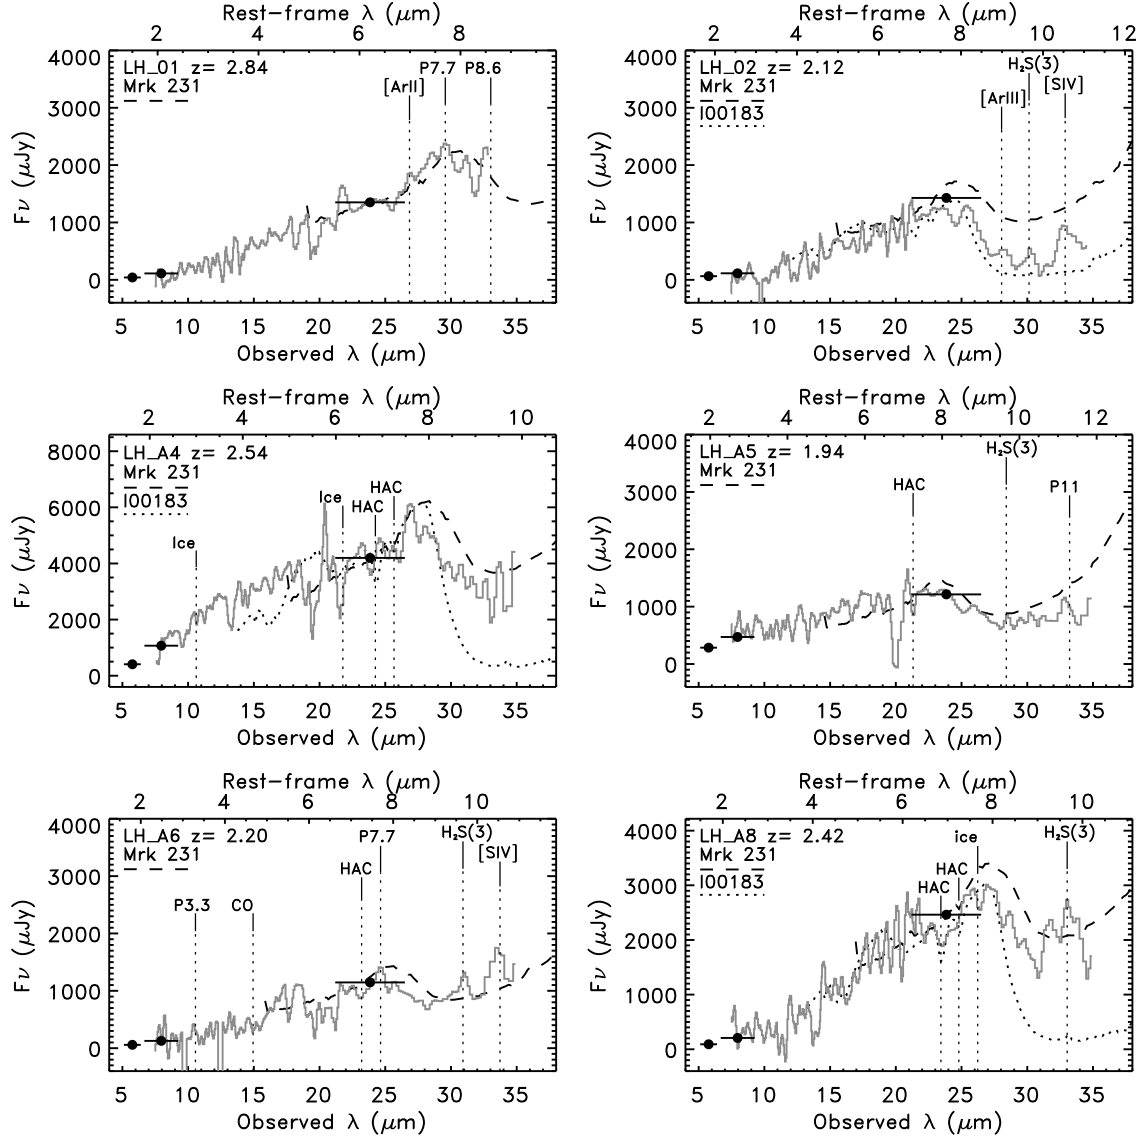 Rest-frame λ (μm)
2 4 6 8
4000
3000
2000
1000
0
Fν (μJy)
LH_01 z= 2.84
Mrk 231
[ArII]
P7.7 P8.6
5 10 15 20 25 30 35
Observed λ (μm)
Rest-frame λ (μm)
2 4 6 8 10 12
4000
3000
2000
1000
0
Fν (μJy)
LH_02 z= 2.12
Mrk 231
I00183
H₂S(3)
[ArIII]
[SIV]
5 10 15 20 25 30 35
Observed λ (μm)
Rest-frame λ (μm)
2 4 6 8 10
8000
6000
4000
2000
0
Fν (μJy)
LH_A4 z= 2.54
Mrk 231
I00183
Ice
Ice
HAC
HAC
5 10 15 20 25 30 35
Observed λ (μm)
Rest-frame λ (μm)
2 4 6 8 10 12
4000
3000
2000
1000
0
Fν (μJy)
LH_A5 z= 1.94
Mrk 231
HAC
H₂S(3)
P11
5 10 15 20 25 30 35
Observed λ (μm)
Rest-frame λ (μm)
2 4 6 8 10
4000
3000
2000
1000
0
Fν (μJy)
LH_A6 z= 2.20
Mrk 231
P3.3 CO
HAC
P7.7
H₂S(3)
[SIV]
5 10 15 20 25 30 35
Observed λ (μm)
Rest-frame λ (μm)
2 4 6 8 10
4000
3000
2000
1000
0
Fν (μJy)
LH_A8 z= 2.42
Mrk 231
I00183
HAC
HAC
ice
H₂S(3)
5 10 15 20 25 30 35
Observed λ (μm)